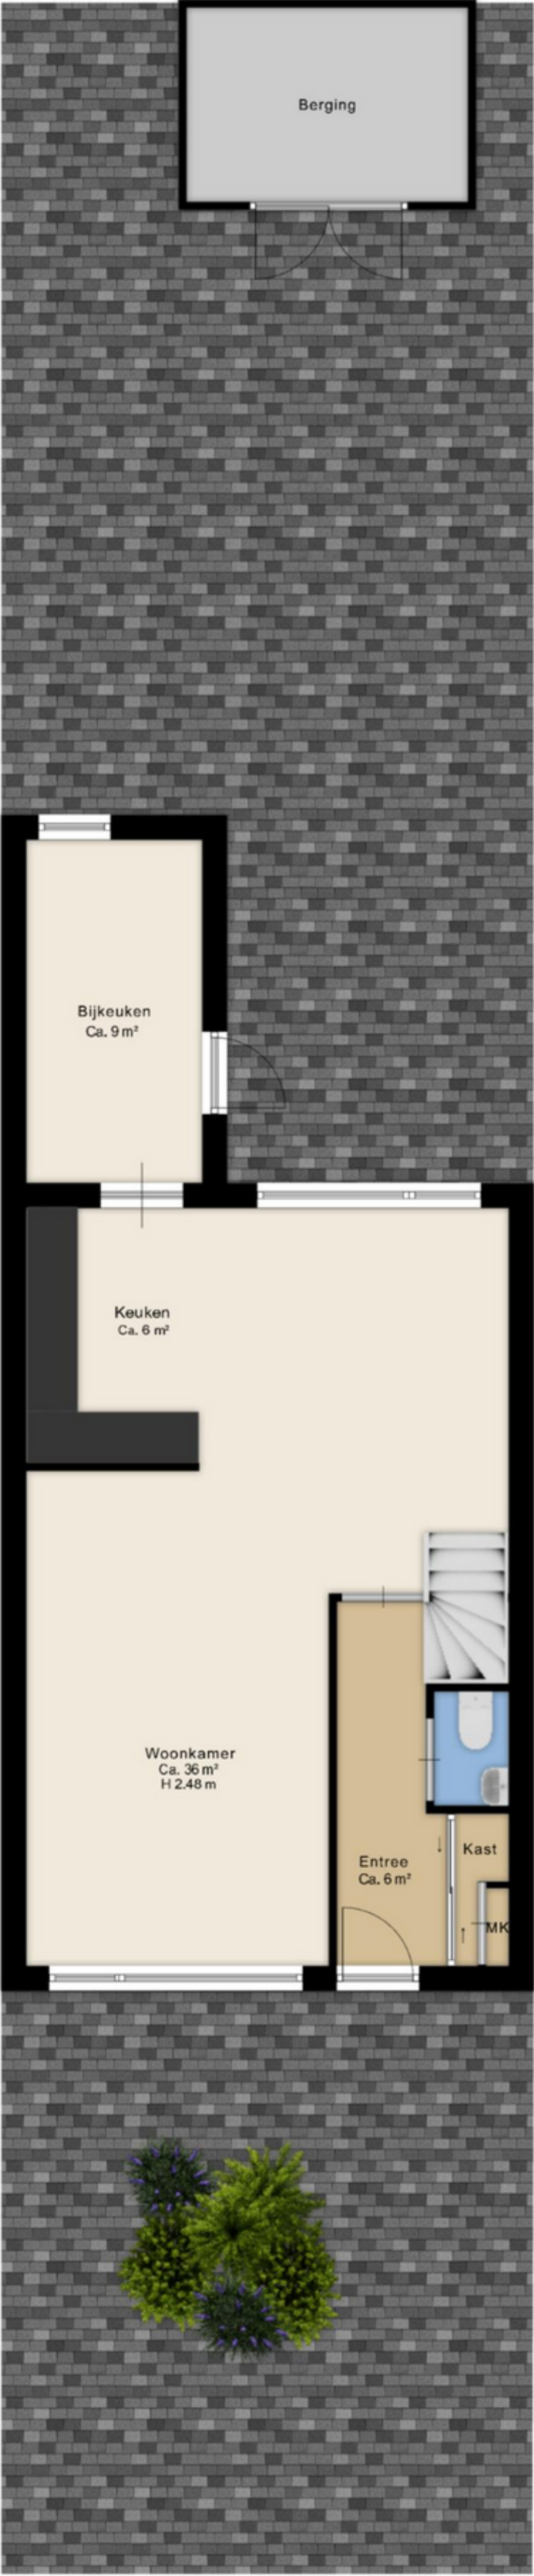 Berging
Bijkeuken
Ca. 9 m²
Keuken
Ca. 6 m²
Woonkamer
Ca. 36 m²
H 2.48 m
Entree
Ca. 6 m²
Kast
MK